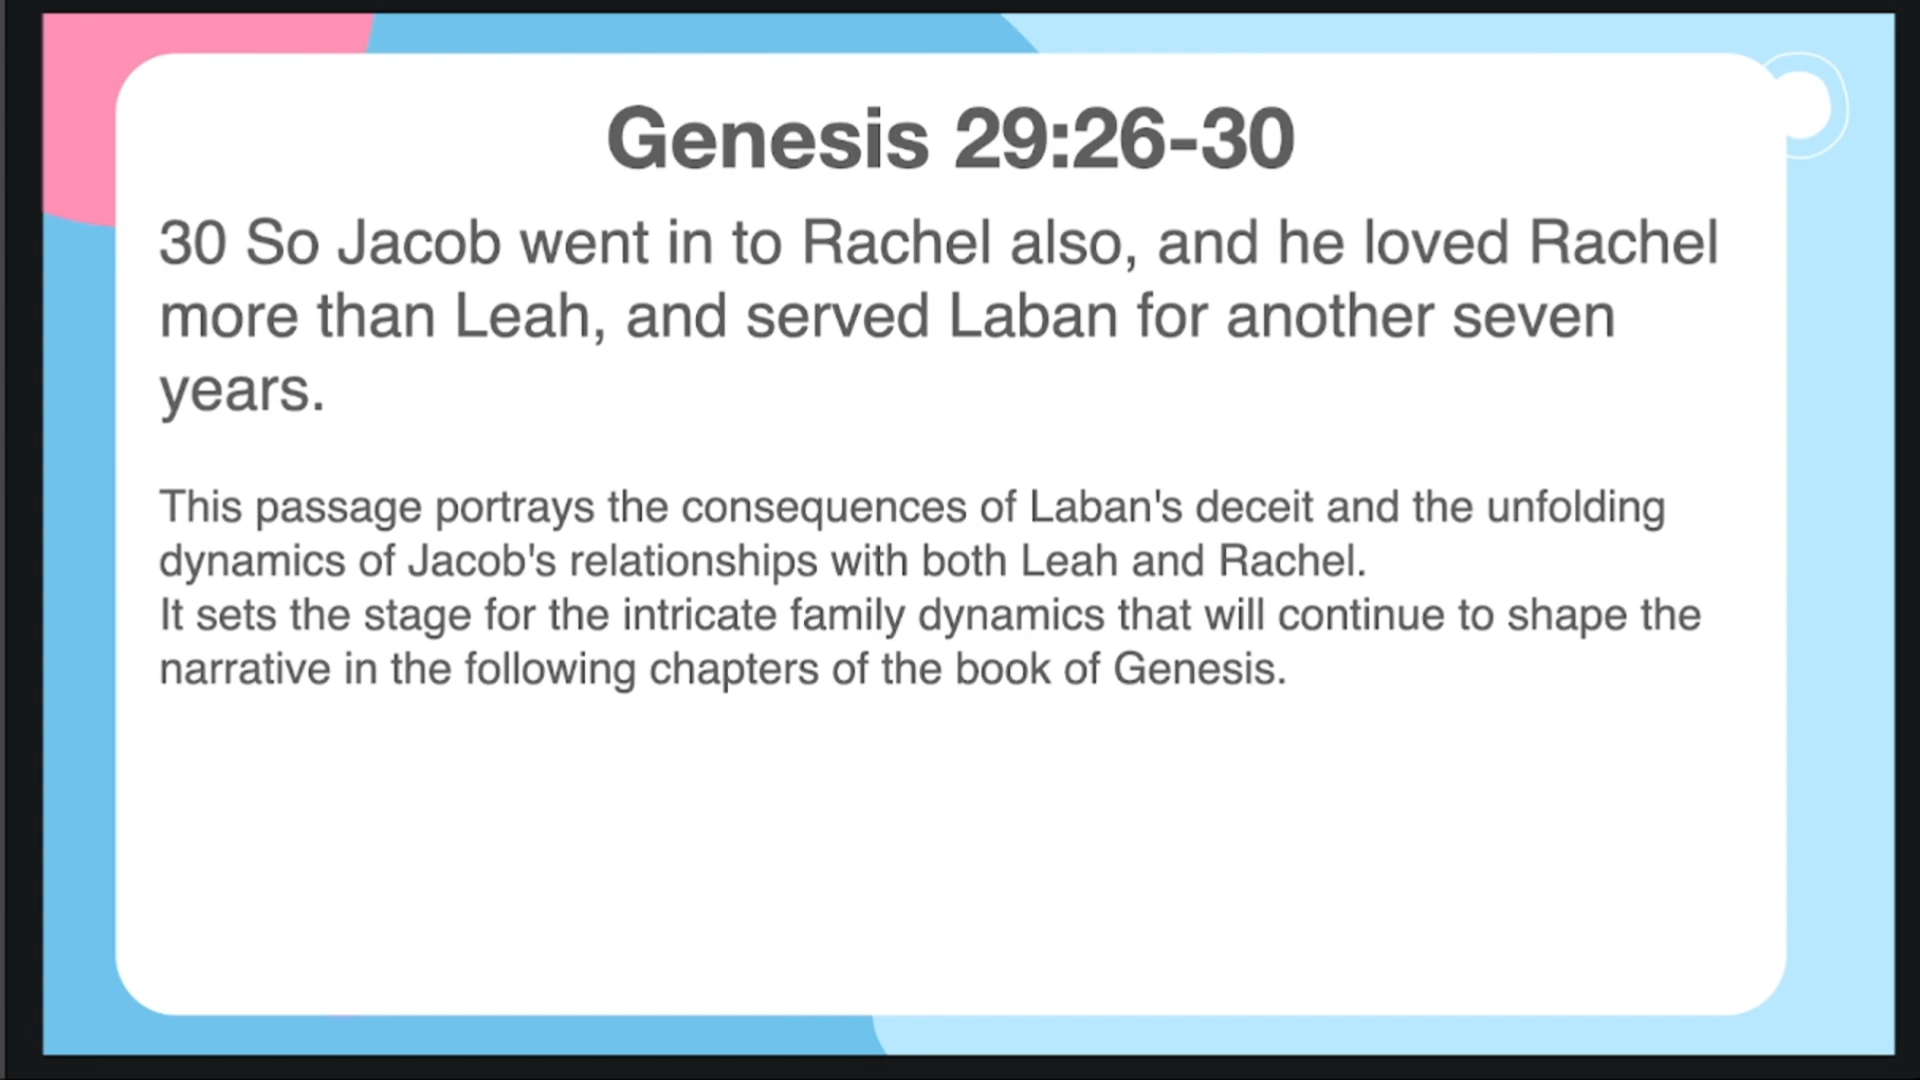 Genesis 29:26-30
30 So Jacob went in to Rachel also, and he loved Rachel
more than Leah, and served Laban for another seven
years.
This passage portrays the consequences of Laban's deceit and the unfolding
dynamics of Jacob's relationships with both Leah and Rachel.
It sets the stage for the intricate family dynamics that will continue to shape the
narrative in the following chapters of the book of Genesis.